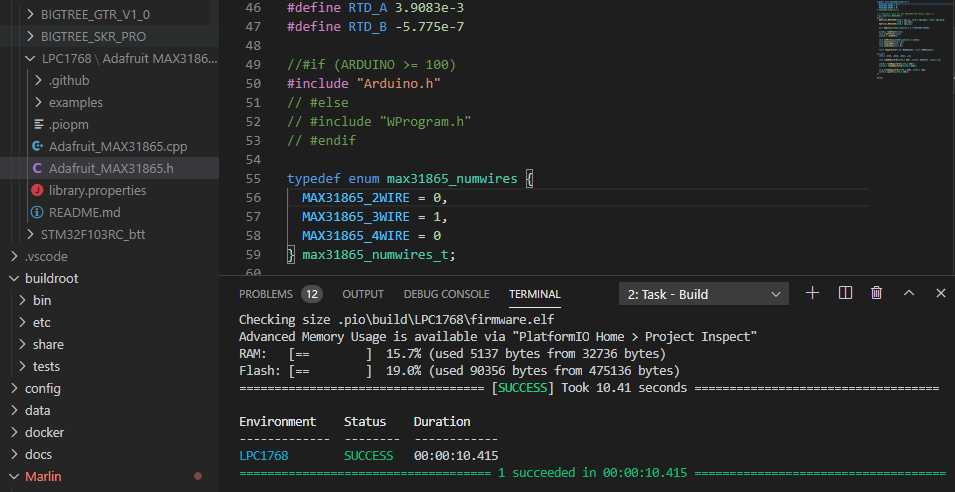 BIGTREE_GTR_V1_0
BIGTREE_SKR_PRO
LPC1768 \ Adafruit MAX3186...
.github
examples
.piopm
Adafruit_MAX31865.cpp
Adafruit_MAX31865.h
library.properties
README.md
STM32F103RC_btt
.vscode
buildroot
bin
etc
share
tests
config
data
docker
docs
Marlin
46 #define RTD_A 3.9083e-3
47 #define RTD_B -5.775e-7
48
49 //#if (ARDUINO >= 100)
50 #include "Arduino.h"
51 // #else
52 // #include "WProgram.h"
53 // #endif
54
55 typedef enum max31865_numwires {
56 MAX31865_2WIRE = 0,
57 MAX31865_3WIRE = 1,
58 MAX31865_4WIRE = 0
59 } max31865_numwires_t;
60
PROBLEMS 12 OUTPUT DEBUG CONSOLE TERMINAL 2: Task - Build
Checking size .pio\build\LPC1768\firmware.elf
Advanced Memory Usage is available via "PlatformIO Home > Project Inspect"
RAM: [== ] 15.7% (used 5137 bytes from 32736 bytes)
Flash: [== ] 19.0% (used 90356 bytes from 475136 bytes)
=================================== [SUCCESS] Took 10.41 seconds ===================================
Environment Status Duration
------------- -------- ------------
LPC1768 SUCCESS 00:00:10.415
==================================== 1 succeeded in 00:00:10.415 ====================================